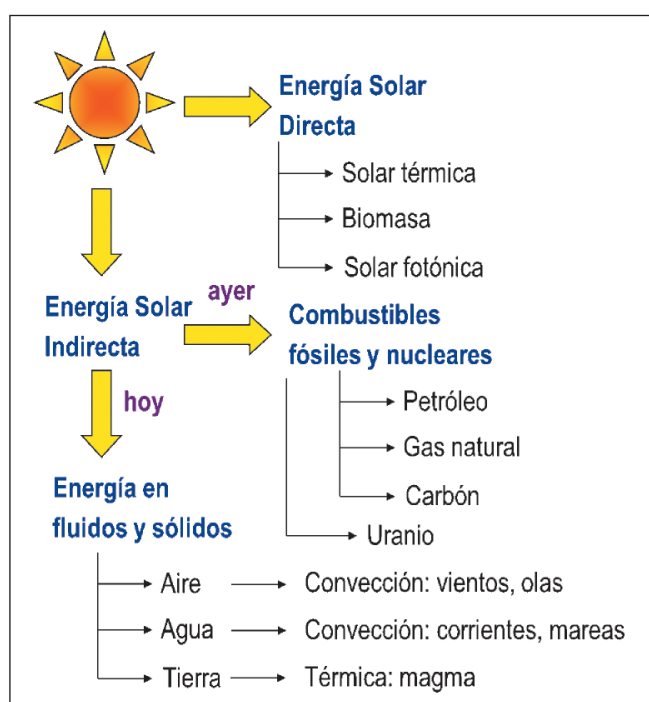 Energía Solar
Directa
Solar térmica
Biomasa
Solar fotónica
Energía Solar
Indirecta
ayer
Combustibles
fósiles y nucleares
Petróleo
Gas natural
Carbón
Uranio
hoy
Energía en
fluidos y sólidos
Aire Convección: vientos, olas
Agua Convección: corrientes, mareas
Tierra Térmica: magma